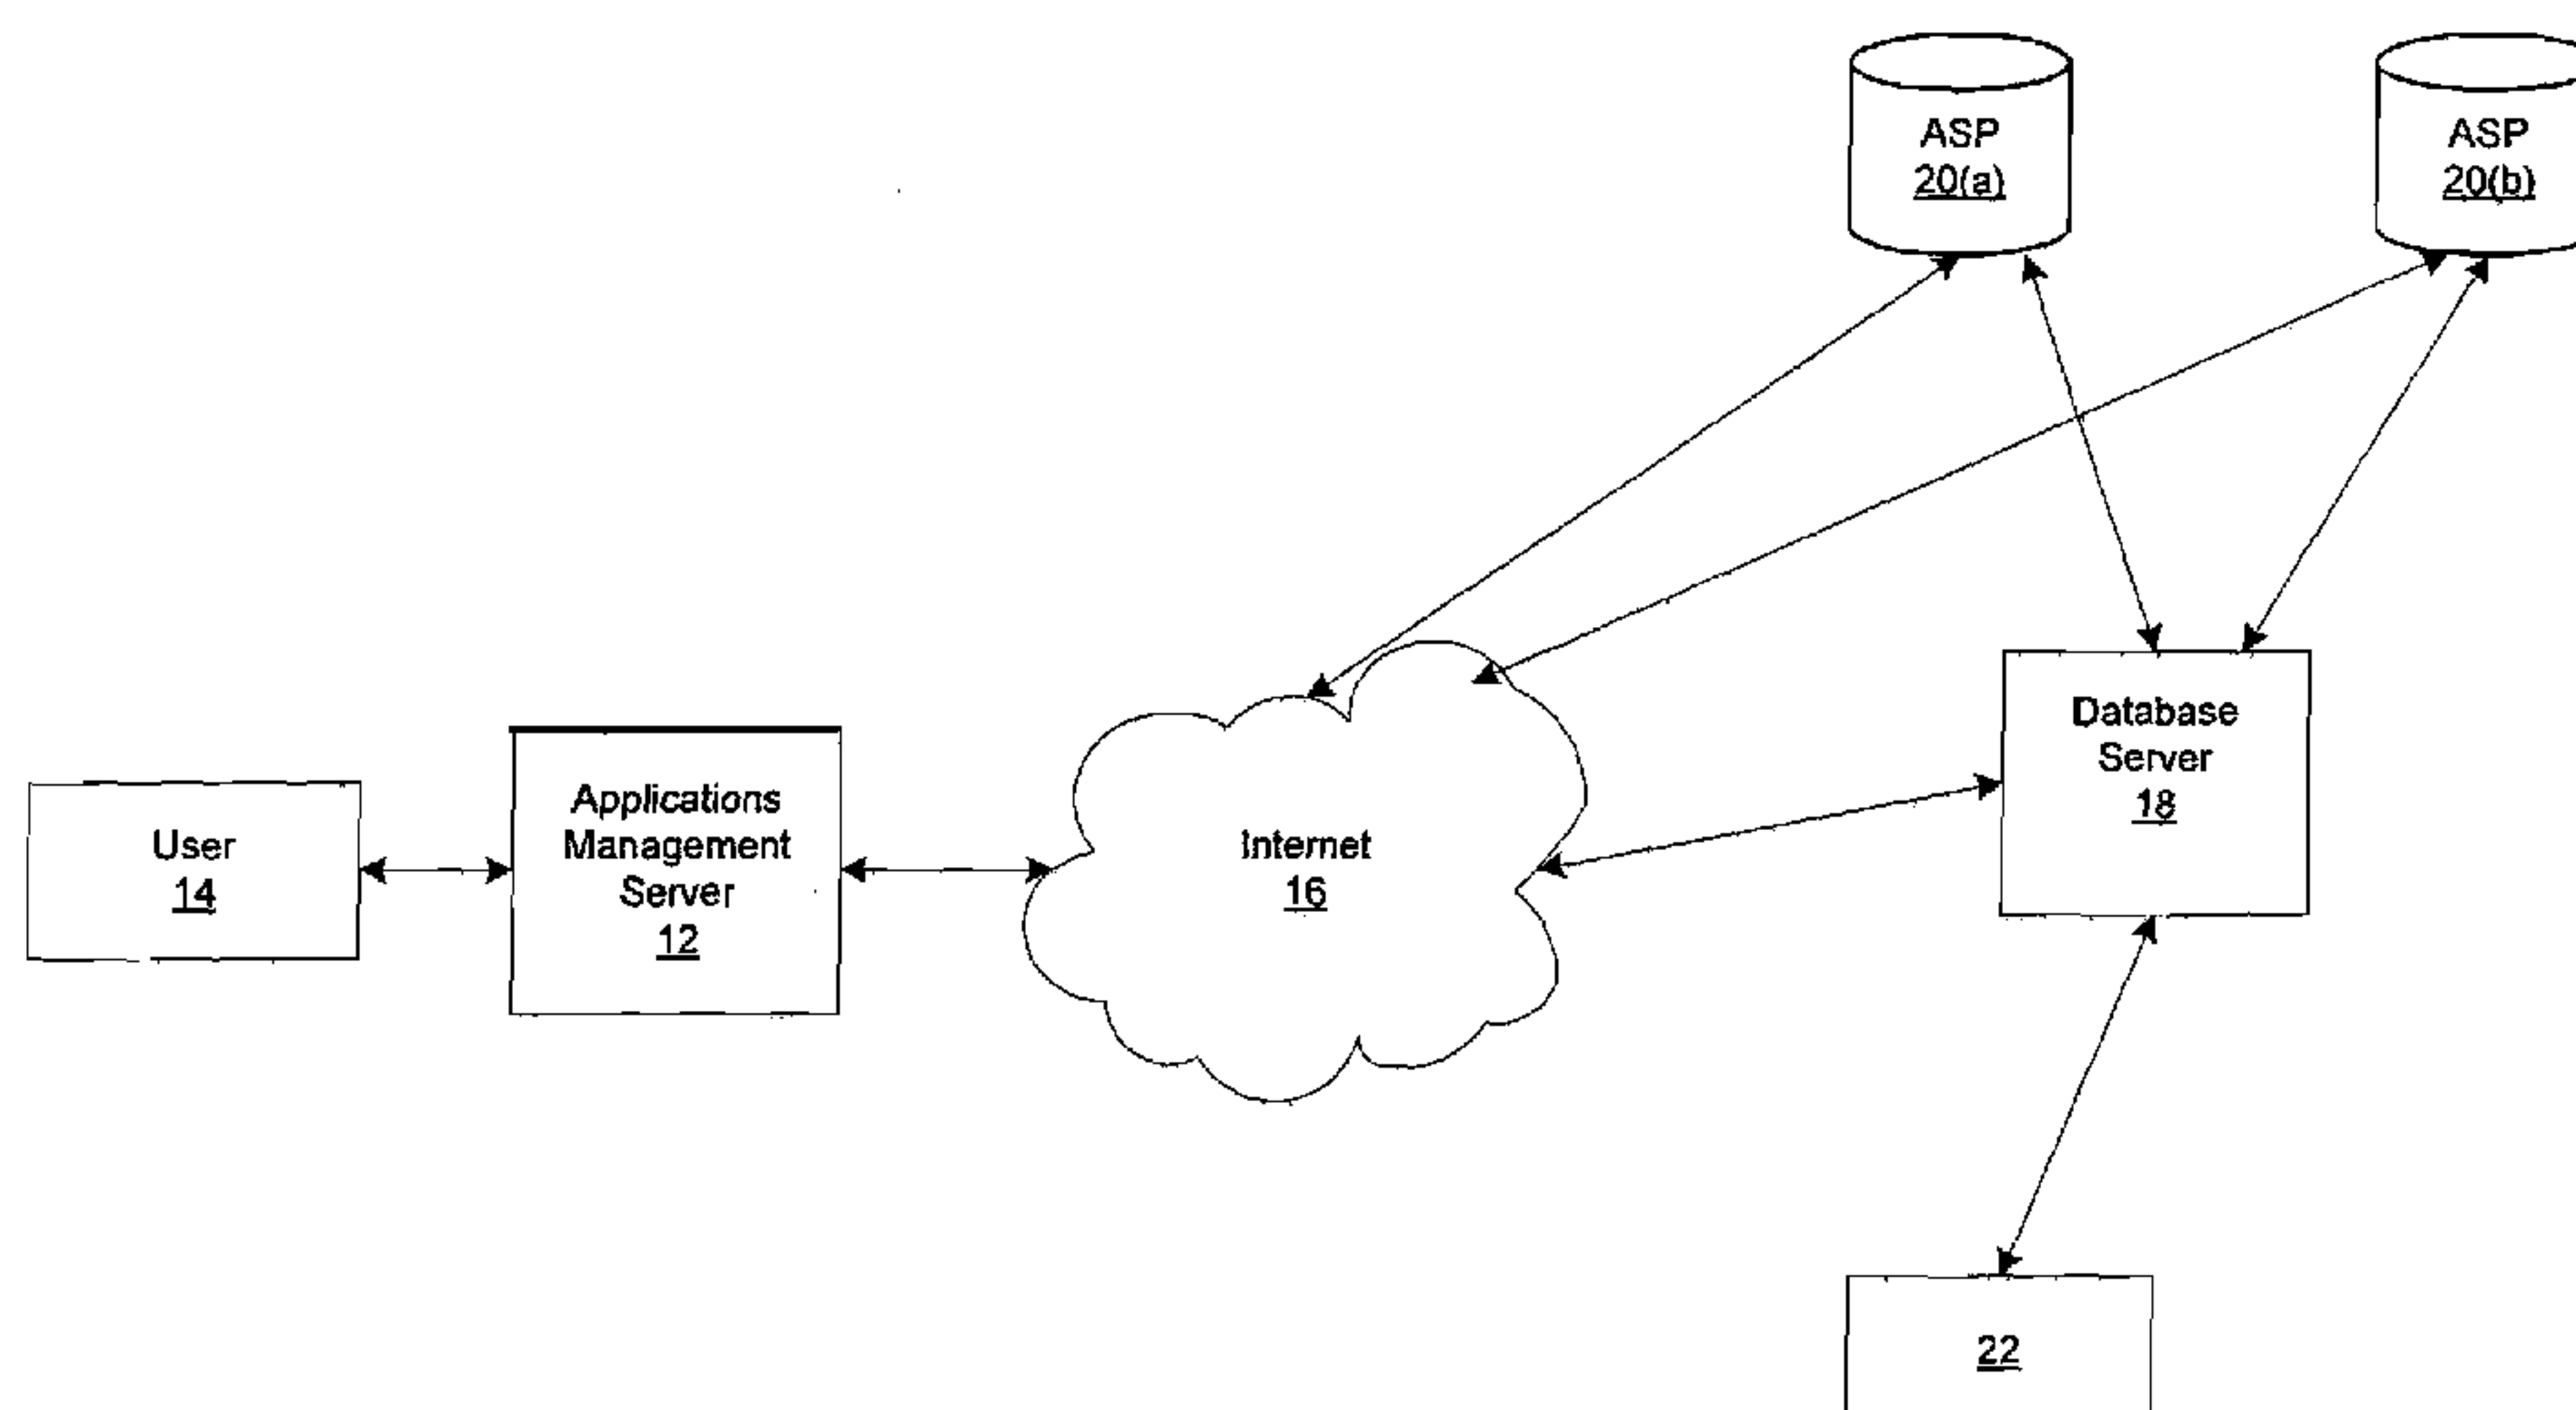 ASP
20(a)
ASP
20(b)
Database
Server
18
User
14
Applications
Management
Server
12
Internet
16
22